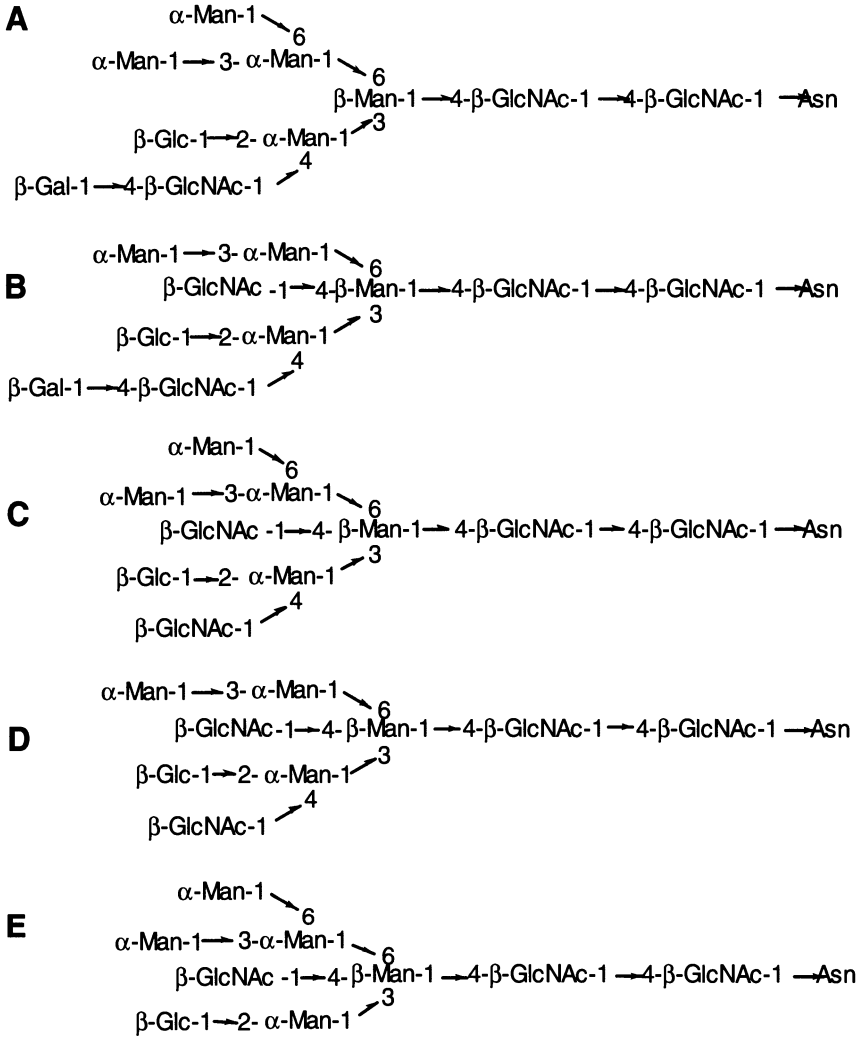 A
α-Man-1
6
α-Man-1→3- α-Man-1
6
β-Man-1→4-β-GlcNAc-1→4-β-GlcNAc-1→Asn
3
β-Glc-1→2- α-Man-1
4
β-Gal-1→4-β-GlcNAc-1
α-Man-1→3- α-Man-1
6
B β-GlcNAc -1→4-β-Man-1→4-β-GlcNAc-1→4-β-GlcNAc-1→Asn
3
β-Glc-1→2-α-Man-1
4
β-Gal-1→4-β-GlcNAc-1
α-Man-1
6
α-Man-1→3-α-Man-1
6
C β-GlcNAc -1→4- β-Man-1→4-β-GlcNAc-1→4-β-GlcNAc-1→Asn
3
β-Glc-1→2- α-Man-1
4
β-GlcNAc-1
α-Man-1→3- α-Man-1
6
D β-GlcNAc-1→4- β-Man-1→4-β-GlcNAc-1→4-β-GlcNAc-1→Asn
3
β-Glc-1→2- α-Man-1
4
β-GlcNAc-1
α-Man-1
6
E
α-Man-1→3-α-Man-1
6
β-GlcNAc -1→4-β-Man-1→4-β-GlcNAc-1→4-β-GlcNAc-1→Asn
3
β-Glc-1→2- α-Man-1